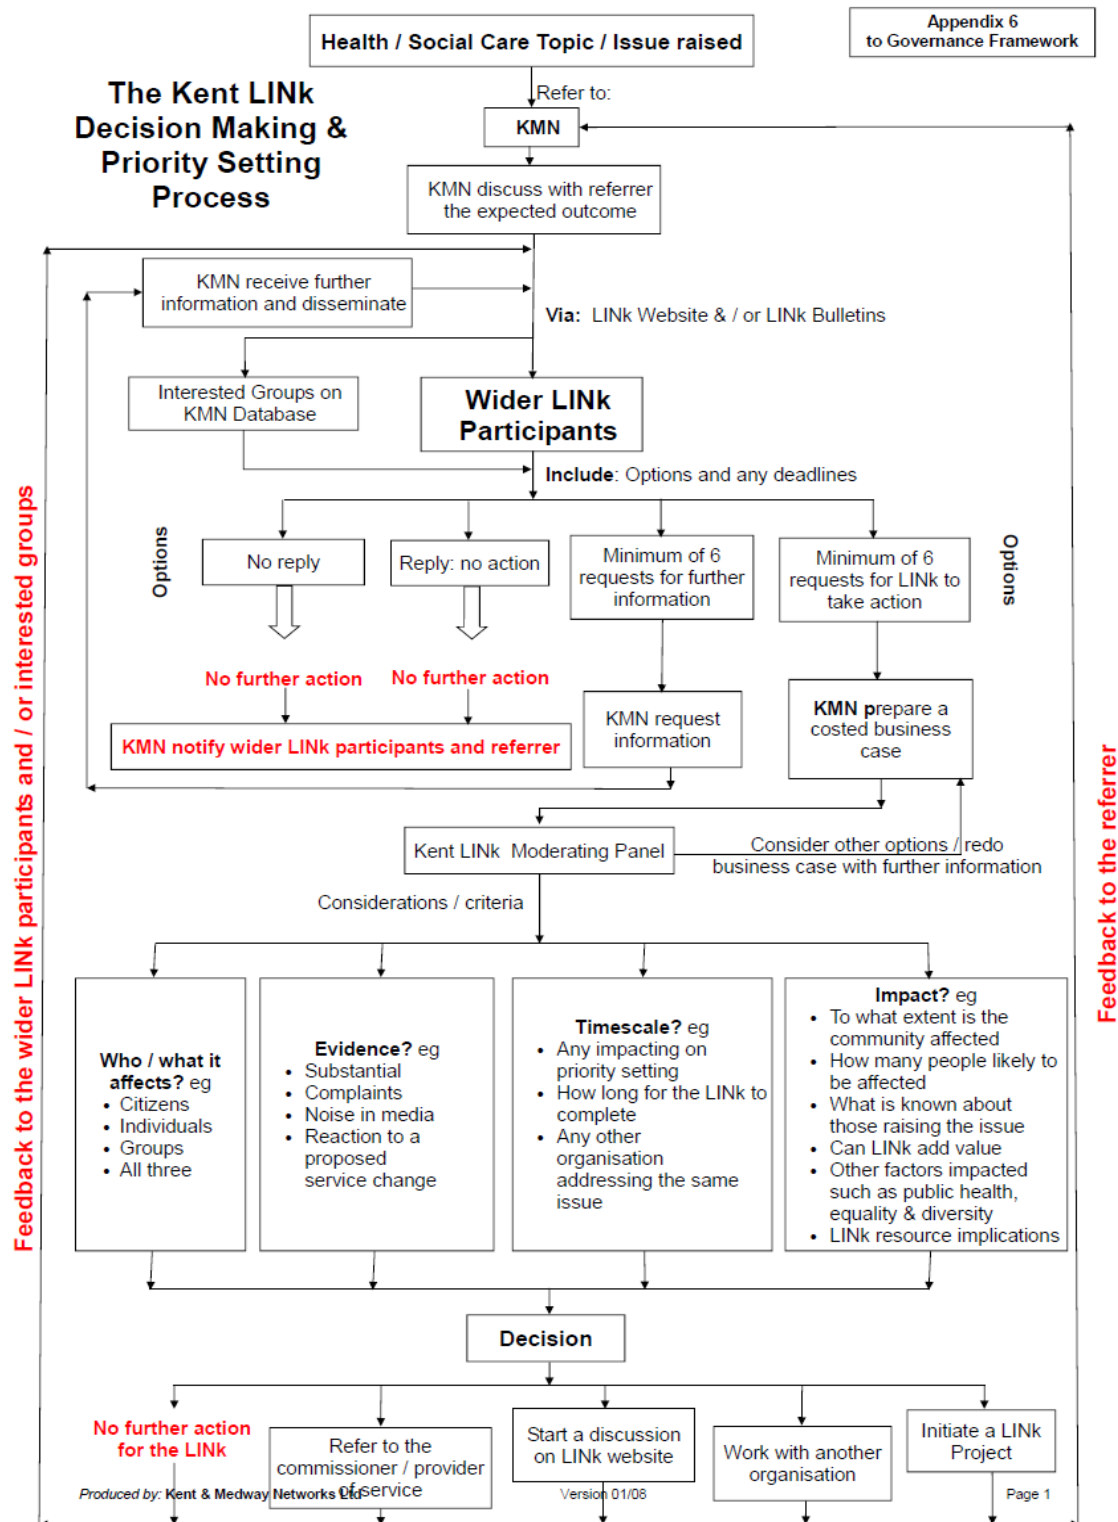 Appendix 6
to Governance Framework
Health / Social Care Topic / Issue raised
The Kent LINk
Decision Making &
Priority Setting
Process
Refer to:
KMN
KMN discuss with referrer
the expected outcome
KMN receive further
information and disseminate
Via: LINk Website & / or LINk Bulletins
Interested Groups on
KMN Database
Wider LINk
Participants
Include: Options and any deadlines
Options
No reply
Reply: no action
Minimum of 6
requests for further
information
Minimum of 6
requests for LINk to
take action
Options
No further action
No further action
KMN notify wider LINk participants and referrer
KMN request
information
KMN prepare a
costed business
case
Kent LINk Moderating Panel
Consider other options / redo
business case with further information
Considerations / criteria
Who / what it
affects? eg
• Citizens
• Individuals
• Groups
• All three
Evidence? eg
• Substantial
• Complaints
• Noise in media
• Reaction to a
proposed
service change
Timescale? eg
• Any impacting on
priority setting
• How long for the LINk to
complete
• Any other
organisation
addressing the same
issue
Impact? eg
• To what extent is the
community affected
• How many people likely to
be affected
• What is known about
those raising the issue
• Can LINk add value
• Other factors impacted
such as public health,
equality & diversity
• LINk resource implications
Decision
No further action
for the LINk
Refer to the
commissioner / provider
of service
Start a discussion
on LINk website
Work with another
organisation
Initiate a LINk
Project
Feedback to the wider LINk participants and / or interested groups
Feedback to the referrer
Produced by: Kent & Medway Networks Ltd
Version 01/08
Page 1